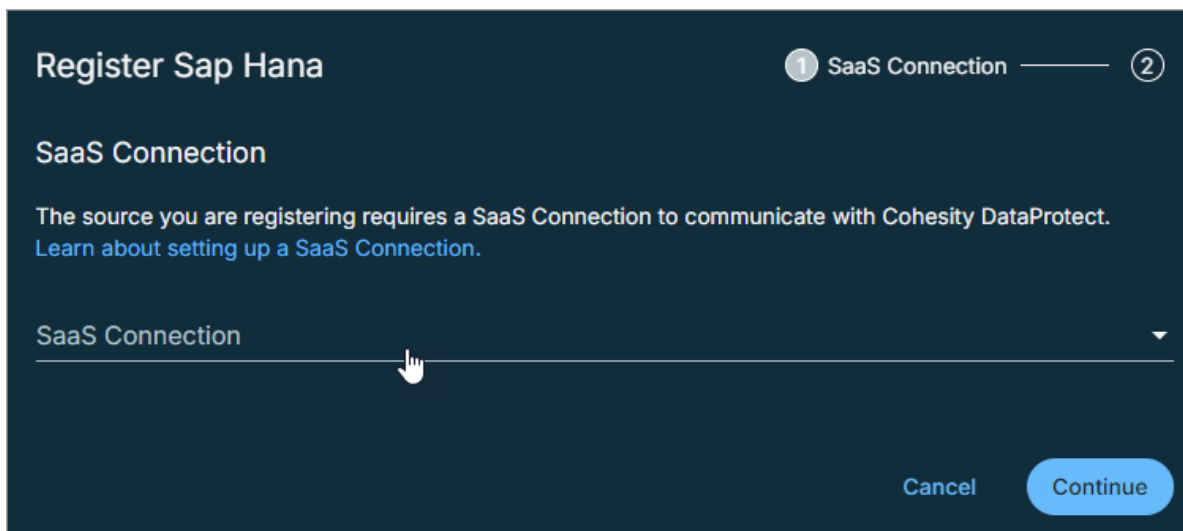 Register Sap Hana
1 SaaS Connection 2
SaaS Connection
The source you are registering requires a SaaS Connection to communicate with Cohesity DataProtect.
Learn about setting up a SaaS Connection.
SaaS Connection
Cancel Continue